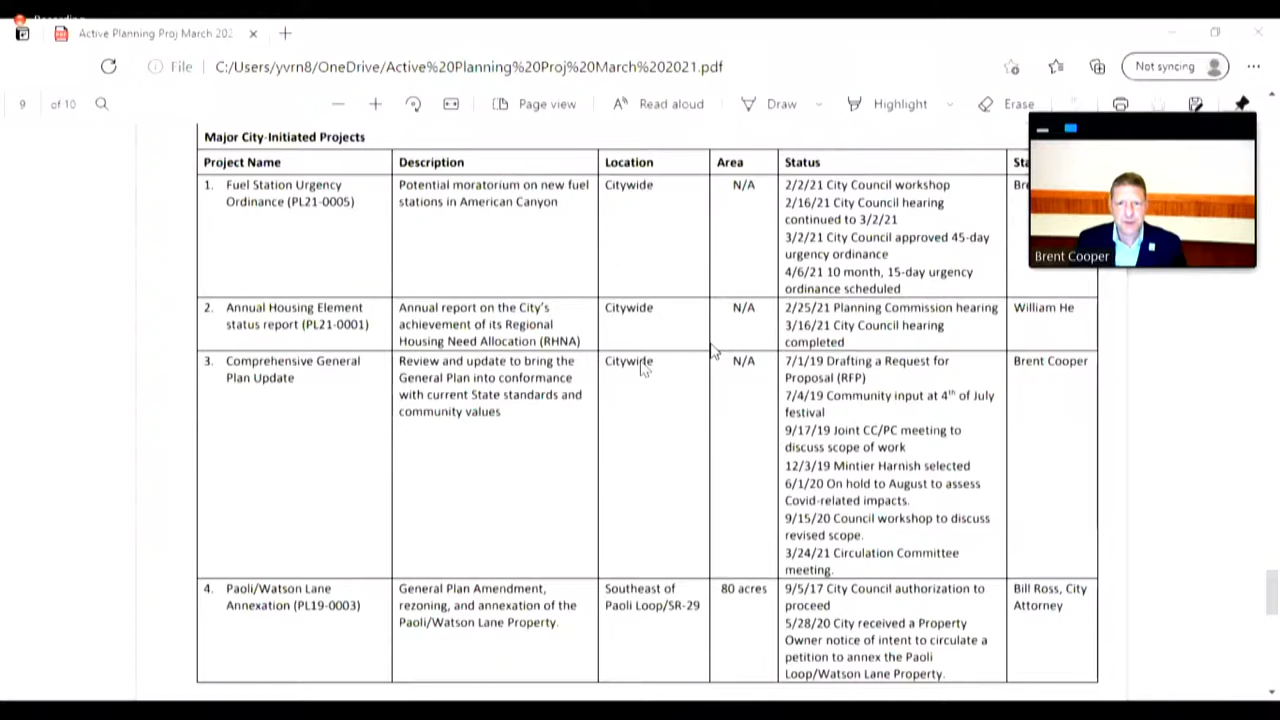 Recording
Active Planning Proj March 202
File C:/Users/yvrn8/OneDrive/Active%20Planning%20Proj%20March%202021.pdf Not syncing
9 of 10 Page view Read aloud Draw Highlight Erase
Major City-Initiated Projects
Project Name Description Location Area Status
1. Fuel Station Urgency Ordinance (PL21-0005)
Potential moratorium on new fuel stations in American Canyon
Citywide
N/A
2/2/21 City Council workshop
2/16/21 City Council hearing
continued to 3/2/21
3/2/21 City Council approved 45-day
urgency ordinance
4/6/21 10 month, 15-day urgency
ordinance scheduled
Brent Cooper
2. Annual Housing Element
status report (PL21-0001)
Annual report on the City's
achievement of its Regional
Housing Need Allocation (RHNA)
Citywide
N/A
2/25/21 Planning Commission hearing
3/16/21 City Council hearing
completed
William He
3. Comprehensive General
Plan Update
Review and update to bring the
General Plan into conformance
with current State standards and
community values
Citywide
N/A
7/1/19 Drafting a Request for
Proposal (RFP)
7/4/19 Community input at 4th of July
festival
9/17/19 Joint CC/PC meeting to
discuss scope of work
12/3/19 Mintier Harnish selected
6/1/20 On hold to August to assess
Covid-related impacts.
9/15/20 Council workshop to discuss
revised scope.
3/24/21 Circulation Committee
meeting.
Brent Cooper
4. Paoli/Watson Lane
Annexation (PL19-0003)
General Plan Amendment,
rezoning, and annexation of the
Paoli/Watson Lane Property.
Southeast of
Paoli Loop/SR-29
80 acres
9/5/17 City Council authorization to
proceed
5/28/20 City received a Property
Owner notice of intent to circulate a
petition to annex the Paoli
Loop/Watson Lane Property.
Bill Ross, City
Attorney